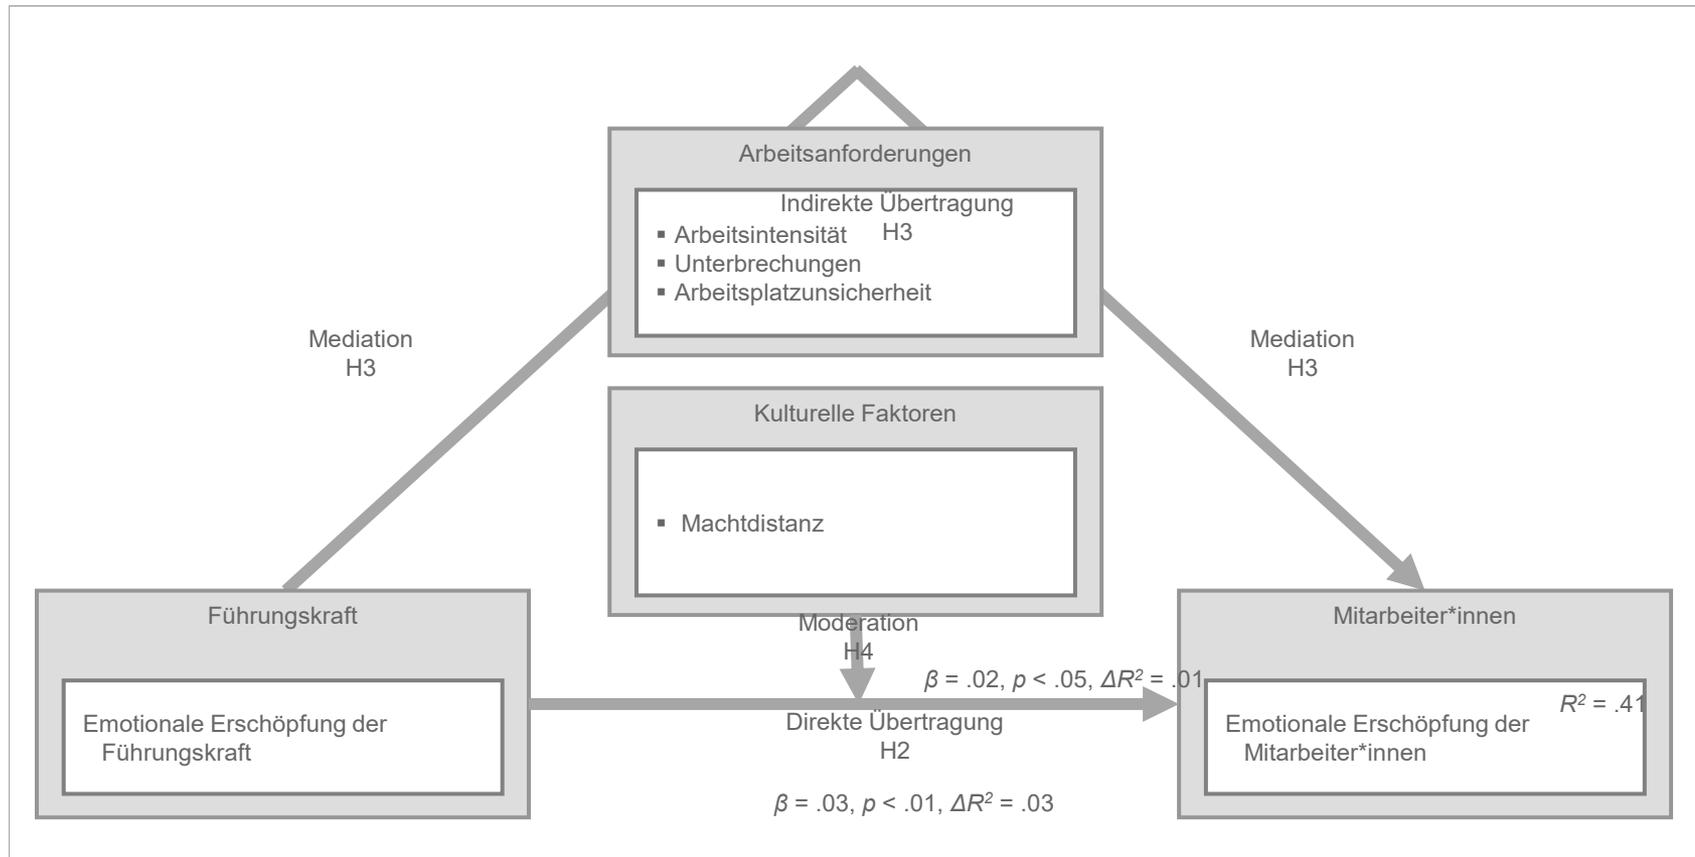 Arbeitsanforderungen
Indirekte Übertragung
H3
▪ Arbeitsintensität
▪ Unterbrechungen
▪ Arbeitsplatzunsicherheit
Mediation
H3
Mediation
H3
Kulturelle Faktoren
▪ Machtdistanz
Führungskraft
Emotionale Erschöpfung der
Führungskraft
Moderation
H4
β = .02, p < .05, ΔR² = .01
Direkte Übertragung
H2
β = .03, p < .01, ΔR² = .03
Mitarbeiter*innen
R² = .41
Emotionale Erschöpfung der
Mitarbeiter*innen